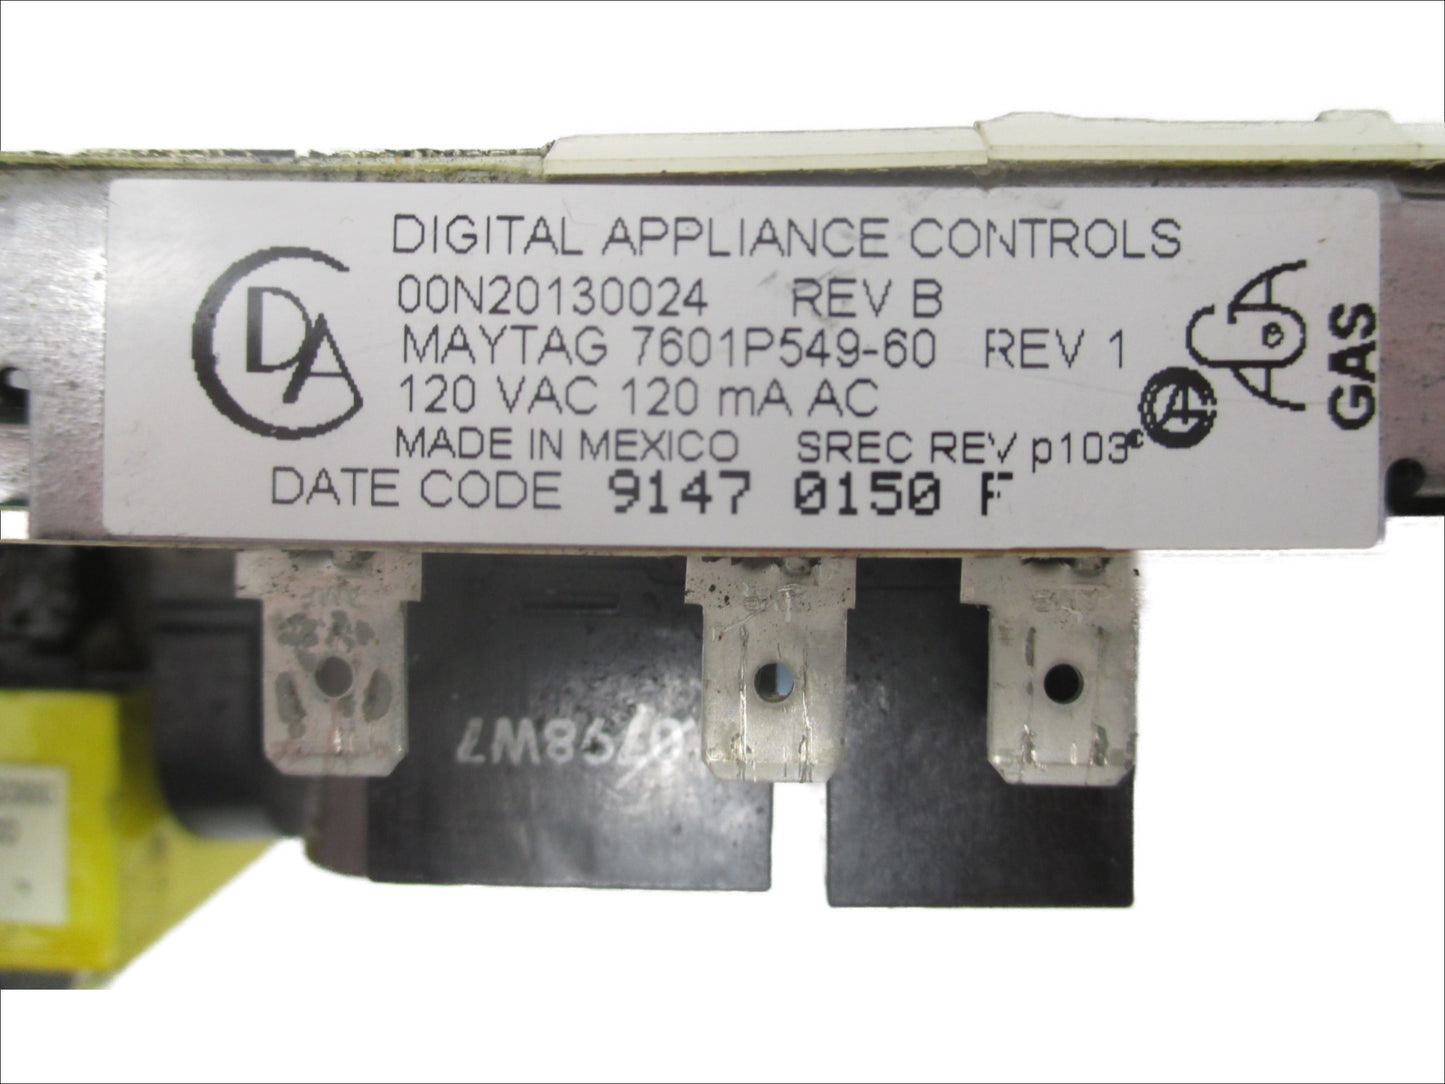 DIGITAL APPLIANCE CONTROLS
00N20130024 REV B
MAYTAG 7601P549-60 REV 1
120 VAC 120 mA AC
MADE IN MEXICO SREC REV p103
DATE CODE 9147 0150 F
DA
GAS